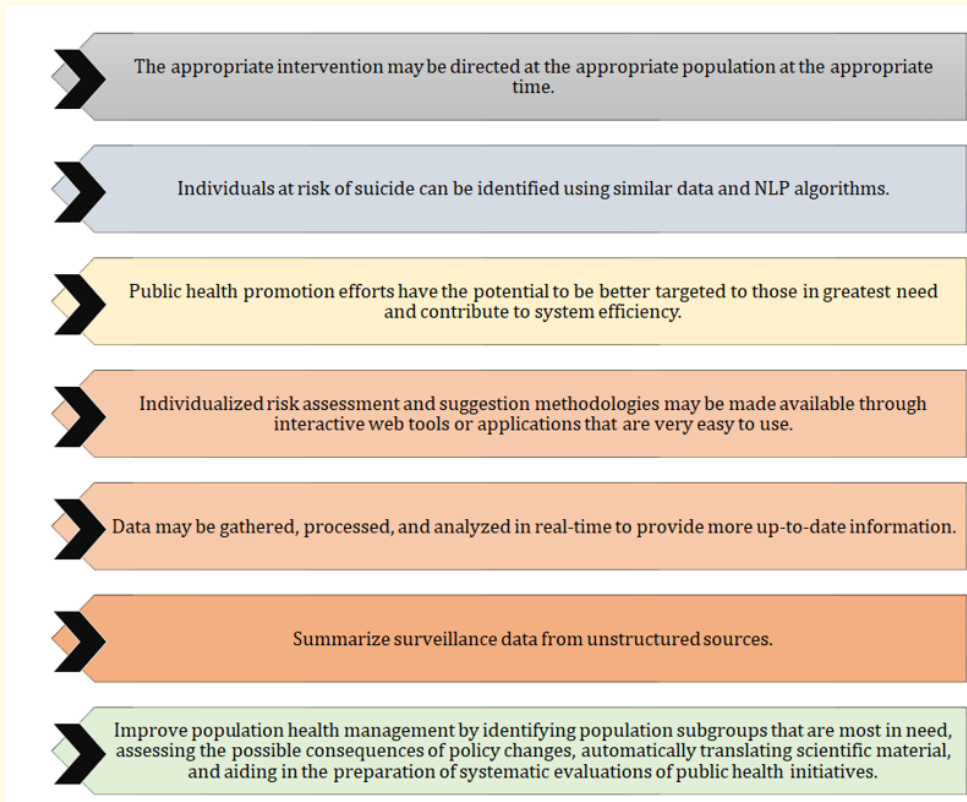 The appropriate intervention may be directed at the appropriate population at the appropriate
time.
Individuals at risk of suicide can be identified using similar data and NLP algorithms.
Public health promotion efforts have the potential to be better targeted to those in greatest need
and contribute to system efficiency.
Individualized risk assessment and suggestion methodologies may be made available through
interactive web tools or applications that are very easy to use.
Data may be gathered, processed, and analyzed in real-time to provide more up-to-date information.
Summarize surveillance data from unstructured sources.
Improve population health management by identifying population subgroups that are most in need,
assessing the possible consequences of policy changes, automatically translating scientific material,
and aiding in the preparation of systematic evaluations of public health initiatives.